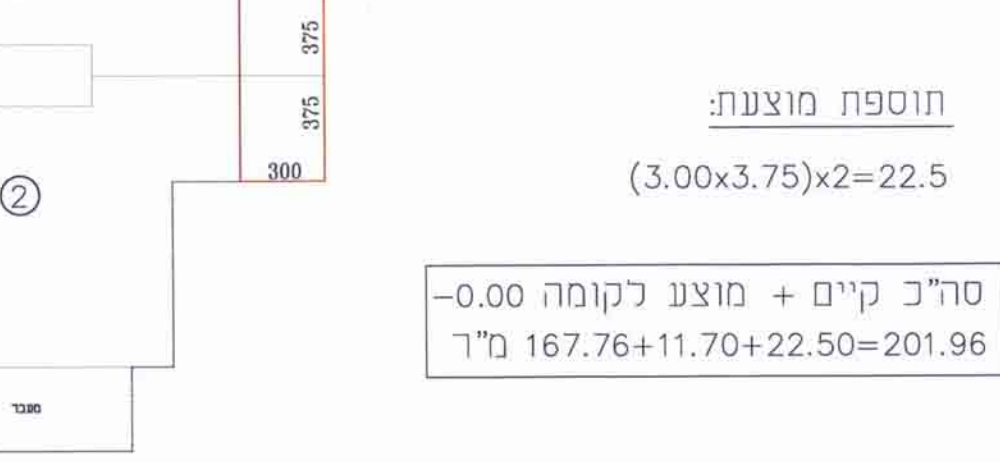 375
375
300
2
מעבר
תוספת מוצעת:
(3.00x3.75)x2=22.5
סה"כ קיים + מוצע לקומה 0.00-
167.76+11.70+22.50=201.96 מ"ר